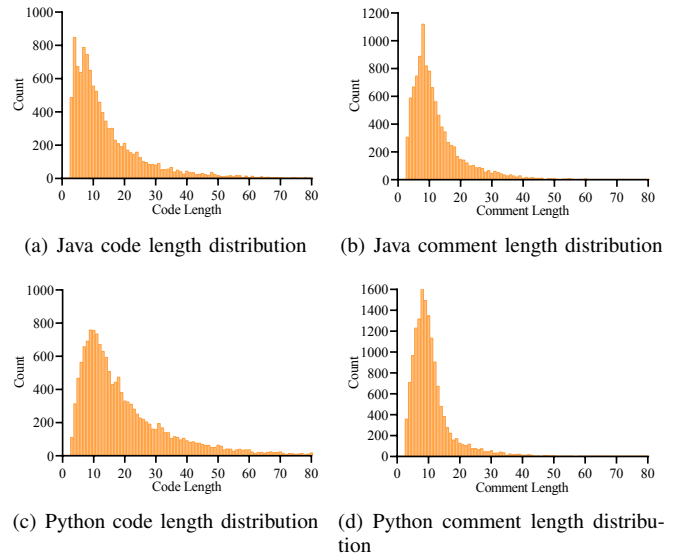 1000
800
600
400
200
0
Count
0 10 20 30 40 50 60 70 80
Code Length
(a) Java code length distribution
1200
1000
800
600
400
200
0
Count
0 10 20 30 40 50 60 70 80
Comment Length
(b) Java comment length distribution
1000
800
600
400
200
0
Count
0 10 20 30 40 50 60 70 80
Code Length
(c) Python code length distribution
1600
1400
1200
1000
800
600
400
200
0
Count
0 10 20 30 40 50 60 70 80
Comment Length
(d) Python comment length distribu-
tion